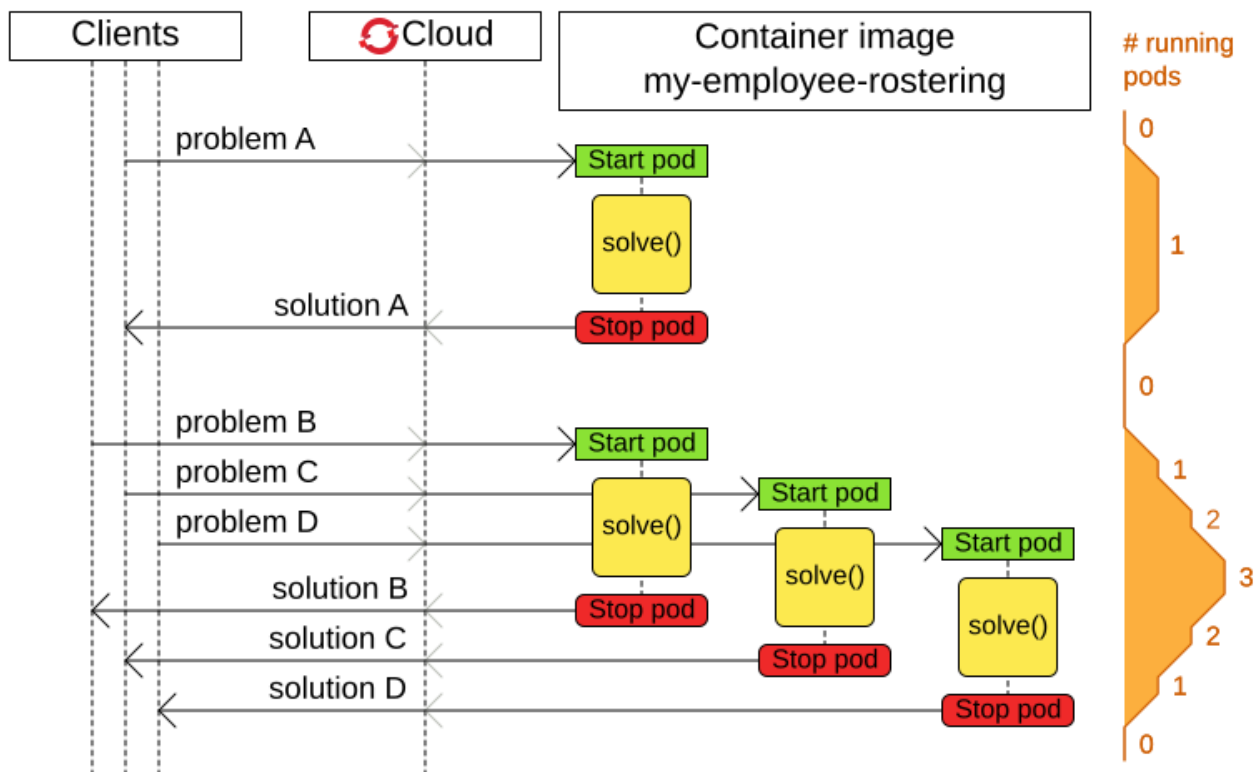 Clients
Cloud
Container image
my-employee-rostering
# running
pods
0
problem A
Start pod
solve()
1
solution A
Stop pod
0
problem B
Start pod
problem C
Start pod
1
problem D
solve()
2
Start pod
solve()
3
solution B
Stop pod
solve()
solution C
Stop pod
2
solution D
Stop pod
1
0